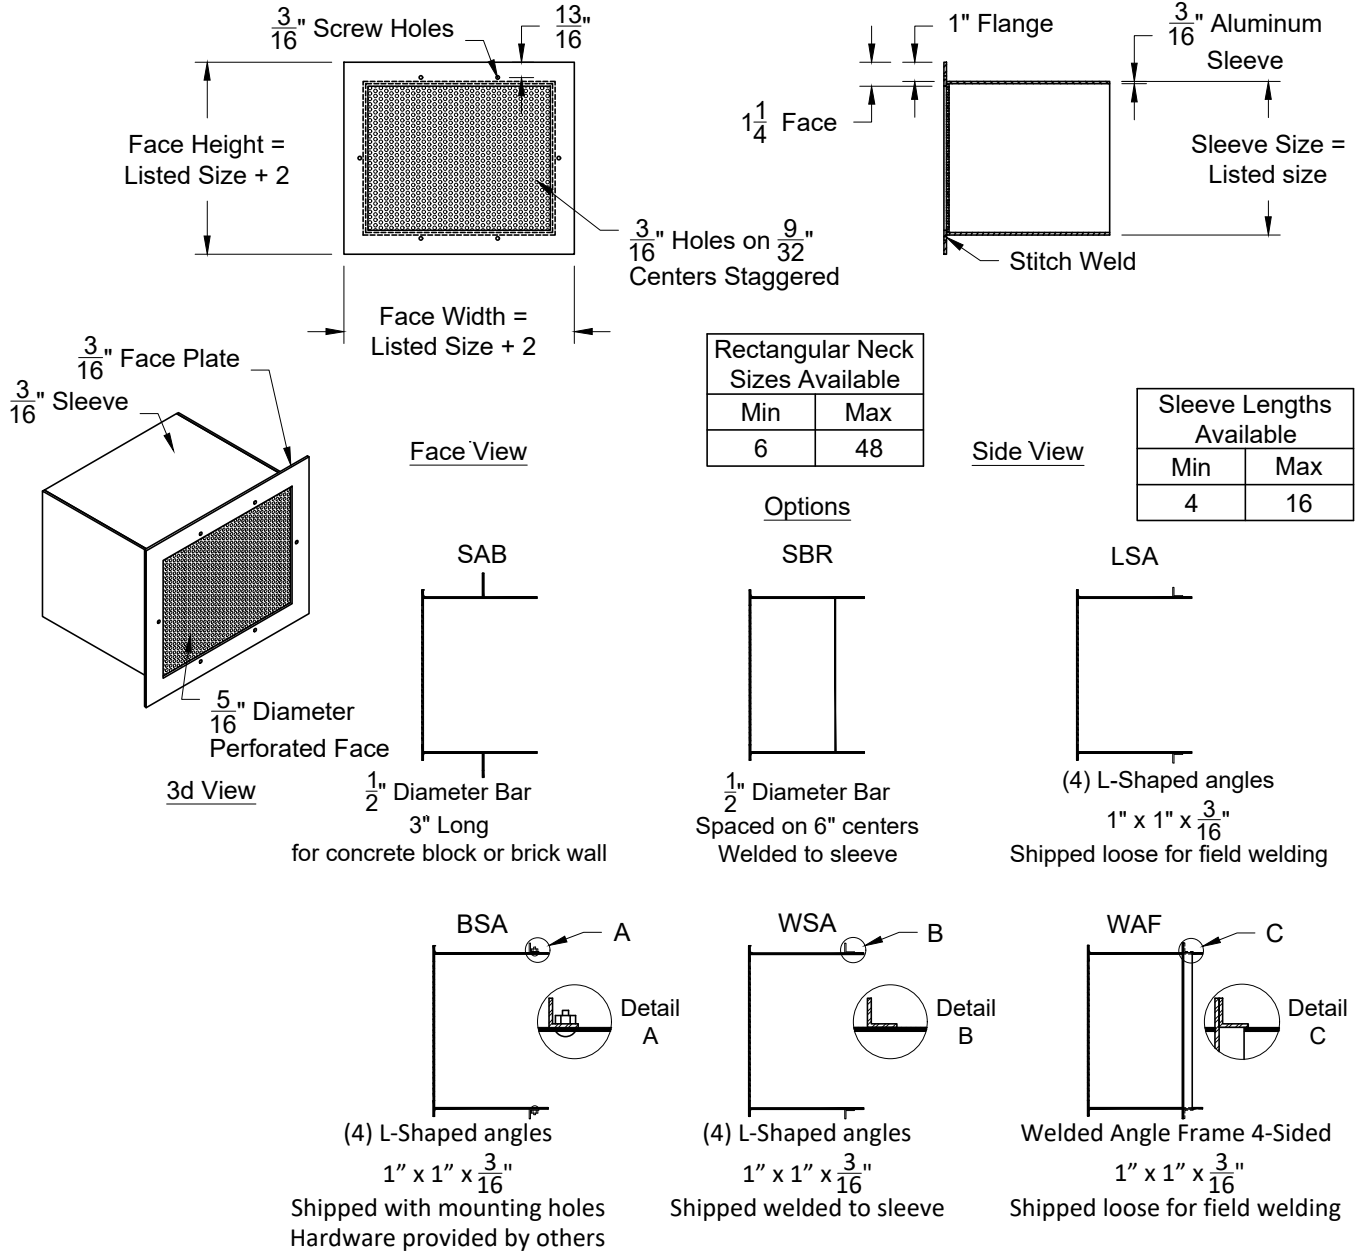 3/16" Screw Holes
13/16"
Face Height =
Listed Size + 2
3/16" Holes on 9/32"
Centers Staggered
Face Width =
Listed Size + 2
Face View
1" Flange
3/16" Aluminum
Sleeve
1 1/4 Face
Sleeve Size =
Listed size
Stitch Weld
Side View
Rectangular Neck
Sizes Available
Min Max
6 48
Sleeve Lengths
Available
Min Max
4 16
3/16" Face Plate
3/16" Sleeve
5/16" Diameter
Perforated Face
3d View
Options
SAB
1/2" Diameter Bar
3" Long
for concrete block or brick wall
SBR
1/2" Diameter Bar
Spaced on 6" centers
Welded to sleeve
LSA
(4) L-Shaped angles
1" x 1" x 3/16"
Shipped loose for field welding
BSA
A
Detail
A
(4) L-Shaped angles
1” x 1” x 3/16"
Shipped with mounting holes
Hardware provided by others
WSA
B
Detail
B
(4) L-Shaped angles
1” x 1” x 3/16"
Shipped welded to sleeve
WAF
C
Detail
C
Welded Angle Frame 4-Sided
1” x 1” x 3/16"
Shipped loose for field welding